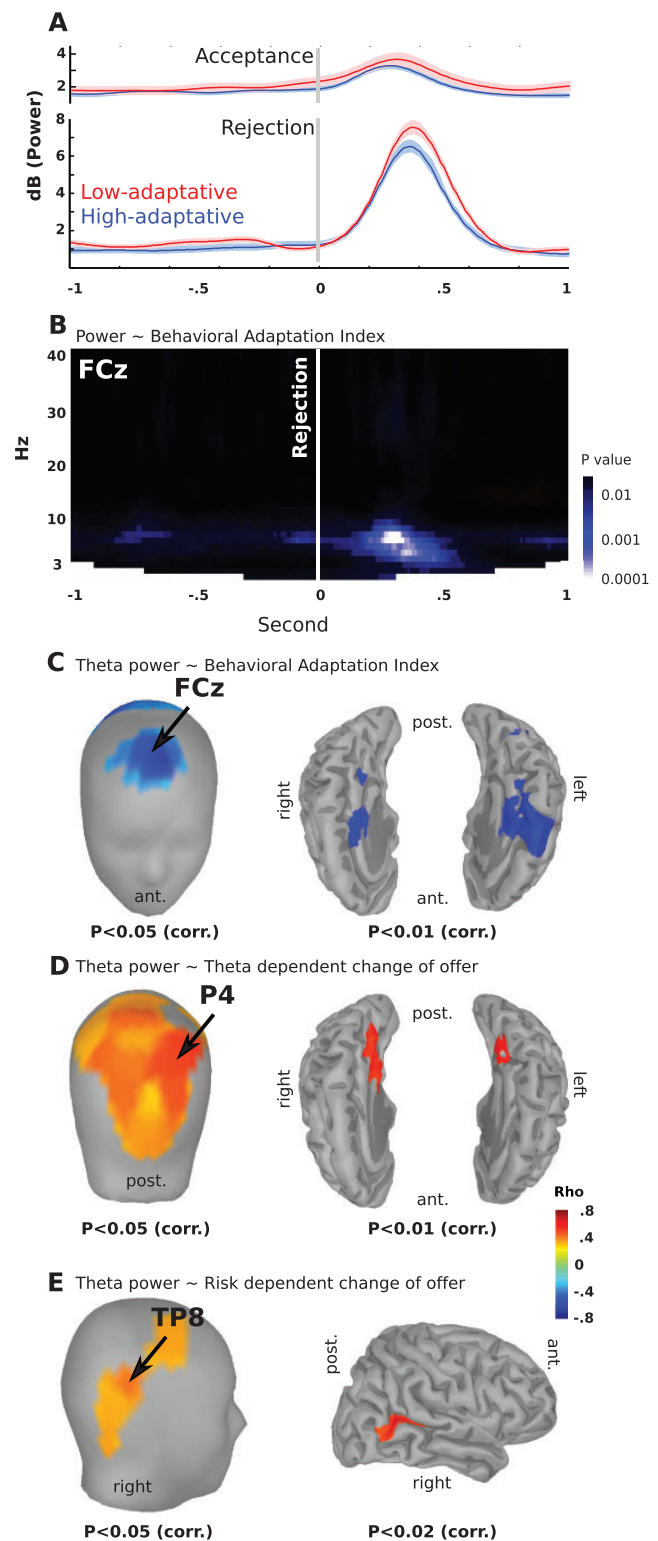 A
Acceptance
4
2
Rejection
8
6
4
2
dB (Power)
Low-adaptative
High-adaptative
-1 -.5 0 .5 1
B Power ~ Behavioral Adaptation Index
FCz
Rejection
40
30
20
10
3
Hz
P value
0.01
0.001
0.0001
-1 -.5 0 .5 1
Second
C Theta power ~ Behavioral Adaptation Index
FCz
ant.
P<0.05 (corr.)
post.
right
left
ant.
P<0.01 (corr.)
D Theta power ~ Theta dependent change of offer
P4
post.
P<0.05 (corr.)
post.
right
left
ant.
P<0.01 (corr.)
Rho
.8
.4
0
-.4
-.8
E Theta power ~ Risk dependent change of offer
TP8
right
P<0.05 (corr.)
post.
ant.
right
P<0.02 (corr.)